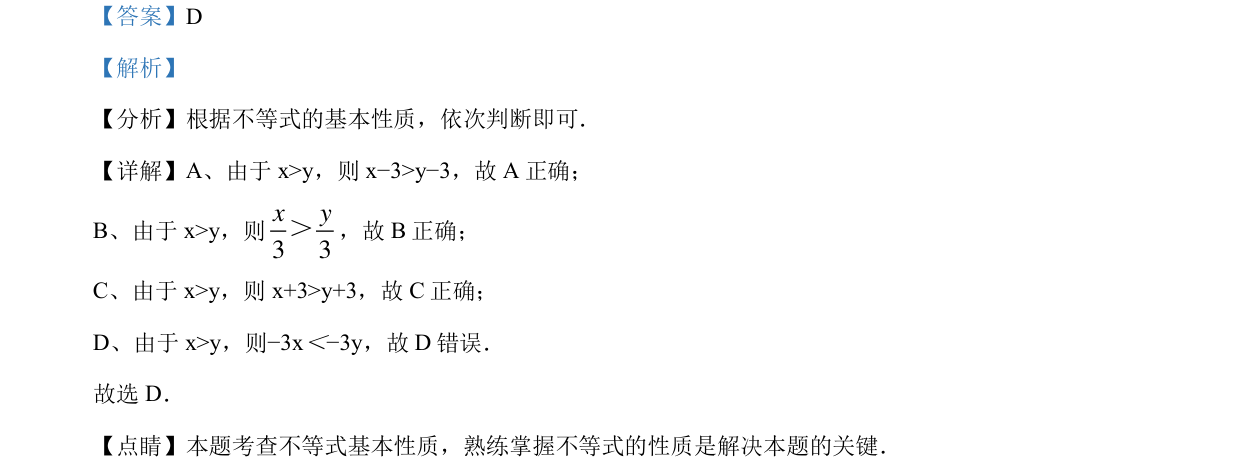 【答案】D
【解析】
【分析】根据不等式的基本性质，依次判断即可．
【详解】A、由于 x>y，则 x−3>y−3，故 A 正确；
B、由于 x>y，则 x/3＞y/3，故 B 正确；
C、由于 x>y，则 x+3>y+3，故 C 正确；
D、由于 x>y，则−3x＜−3y，故 D 错误．
故选 D．
【点睛】本题考查不等式基本性质，熟练掌握不等式的性质是解决本题的关键．